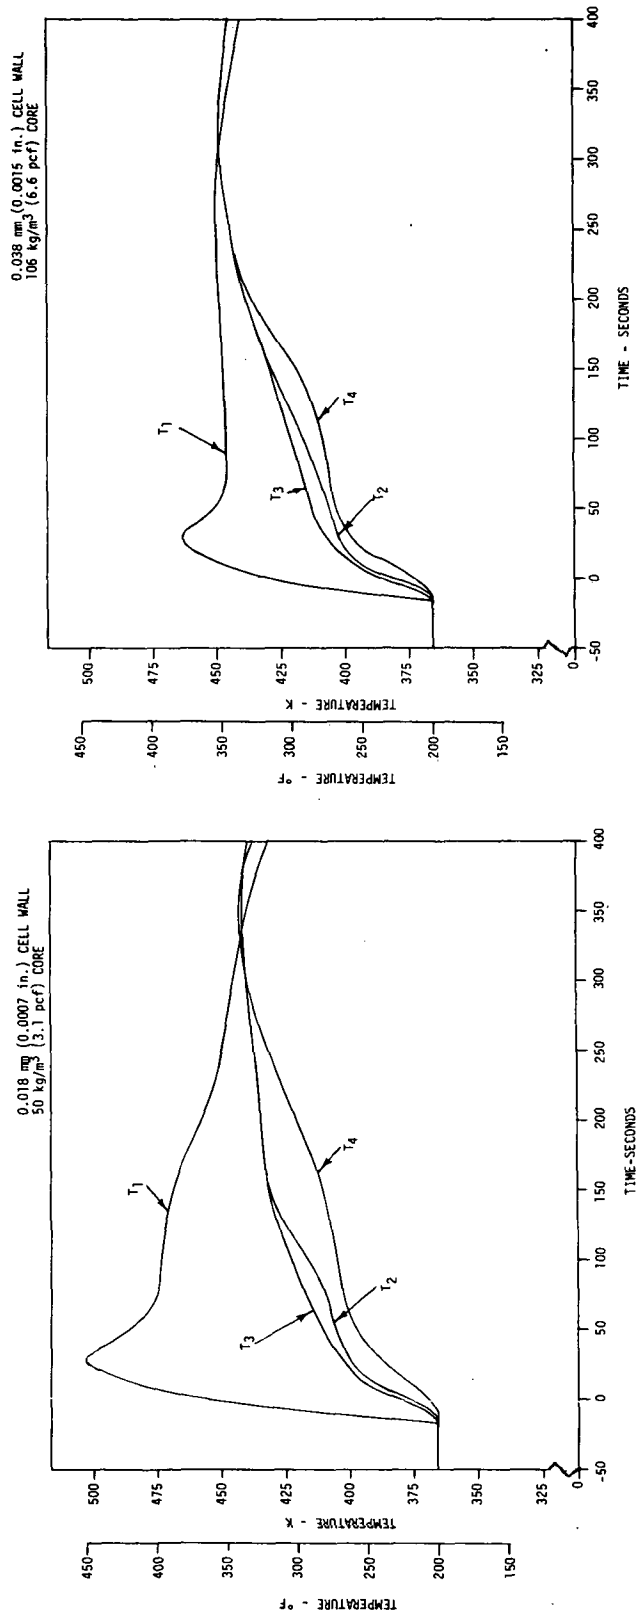 0.018 mm (0.0007 in.) CELL WALL
50 kg/m³ (3.1 pcf) CORE
TEMPERATURE - °F
450
400
350
300
250
200
150
TEMPERATURE - K
500
475
450
425
400
375
350
325
0
T1
T3
T2
T4
-50
0
50
100
150
200
250
300
350
400
TIME-SECONDS
0.038 mm (0.0015 in.) CELL WALL
106 kg/m³ (6.6 pcf) CORE
TEMPERATURE - °F
450
400
350
300
250
200
150
TEMPERATURE - K
500
475
450
425
400
375
350
325
0
T1
T3
T2
T4
-50
0
50
100
150
200
250
300
350
400
TIME - SECONDS